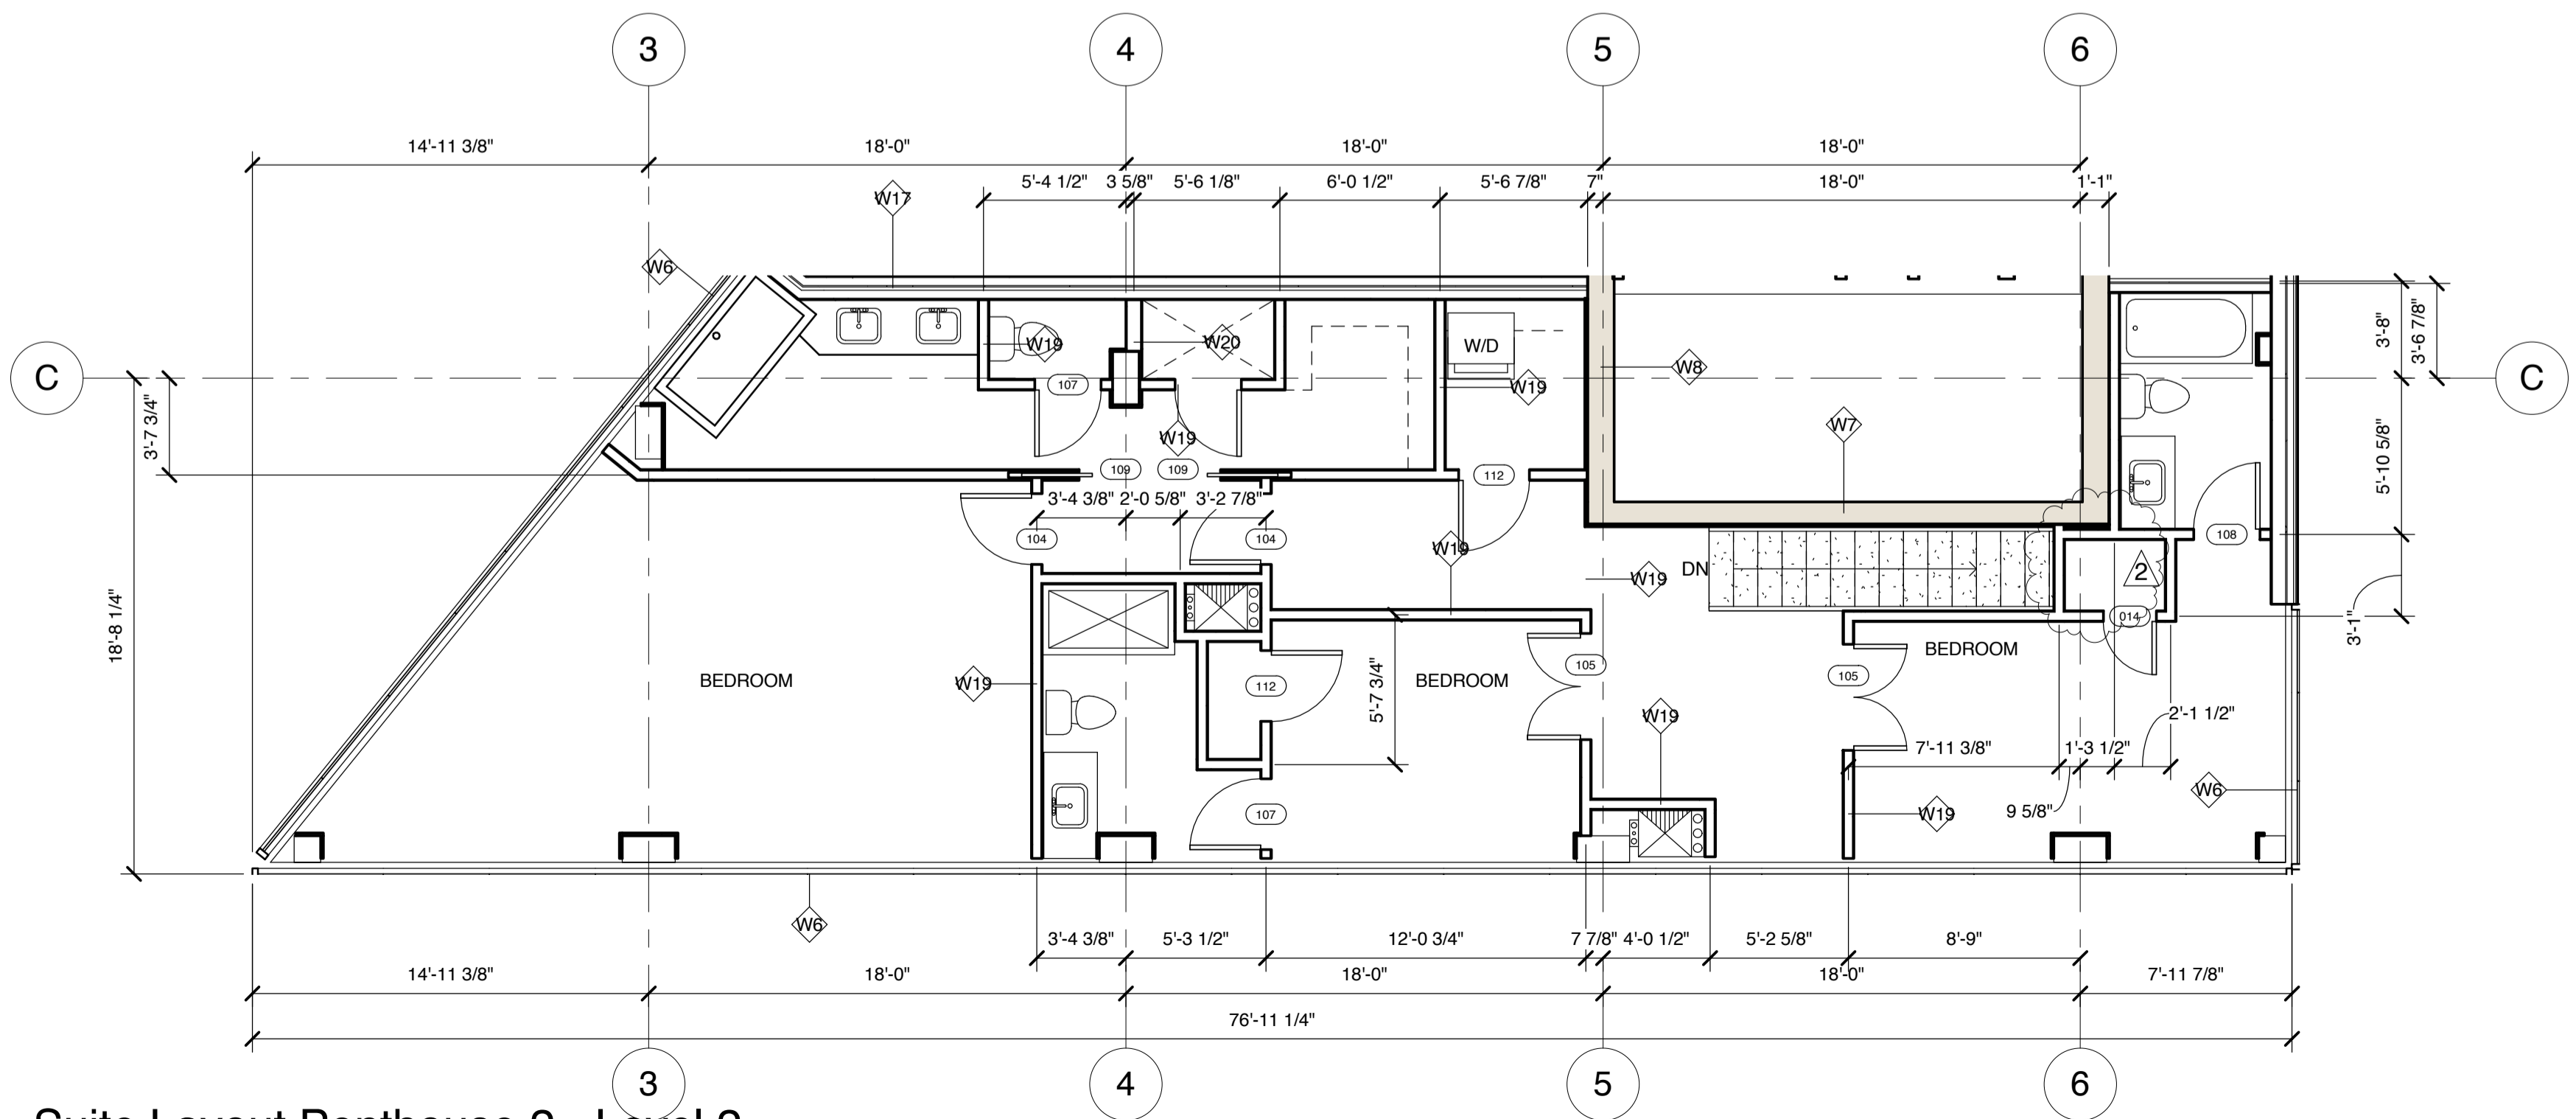 3 4 5 6
14'-11 3/8" 18'-0" 18'-0" 18'-0"
5'-4 1/2" 3 5/8" 5'-6 1/8" 6'-0 1/2" 5'-6 7/8" 7" 18'-0" 1'-1"
W17
W6
3'-8" 3'-6 7/8"
W19 W20 W/D
W8
C C
107 W19
3'-7 3/4"
W7
W19
109 109 112
5'-10 5/8"
3'-4 3/8" 2'-0 5/8" 3'-2 7/8"
104 104 W19 108
DN
W19 2
014
3'-1"
18'-8 1/4"
BEDROOM
105
105
BEDROOM W19 112 5'-7 3/4" BEDROOM
W19 2'-1 1/2"
7'-11 3/8" 1'-3 1/2"
W6
107 W19 9 5/8"
W6
3'-4 3/8" 5'-3 1/2" 12'-0 3/4" 7 7/8" 4'-0 1/2" 5'-2 5/8" 8'-9"
14'-11 3/8" 18'-0" 18'-0" 18'-0" 7'-11 7/8"
76'-11 1/4"
3 4 5 6
Suite Layout Penthouse 2 - Level 2